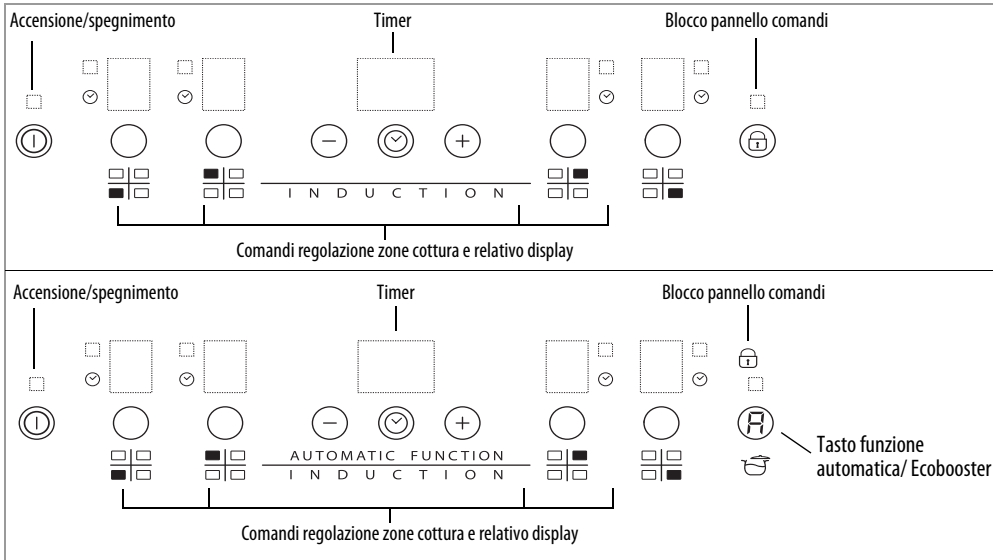 Accensione/spegnimento
Timer
Blocco pannello comandi
INDUCTION
Comandi regolazione zone cottura e relativo display
Accensione/spegnimento
Timer
Blocco pannello comandi
A
AUTOMATIC FUNCTION
INDUCTION
Tasto funzione
automatica/ Ecobooster
Comandi regolazione zone cottura e relativo display